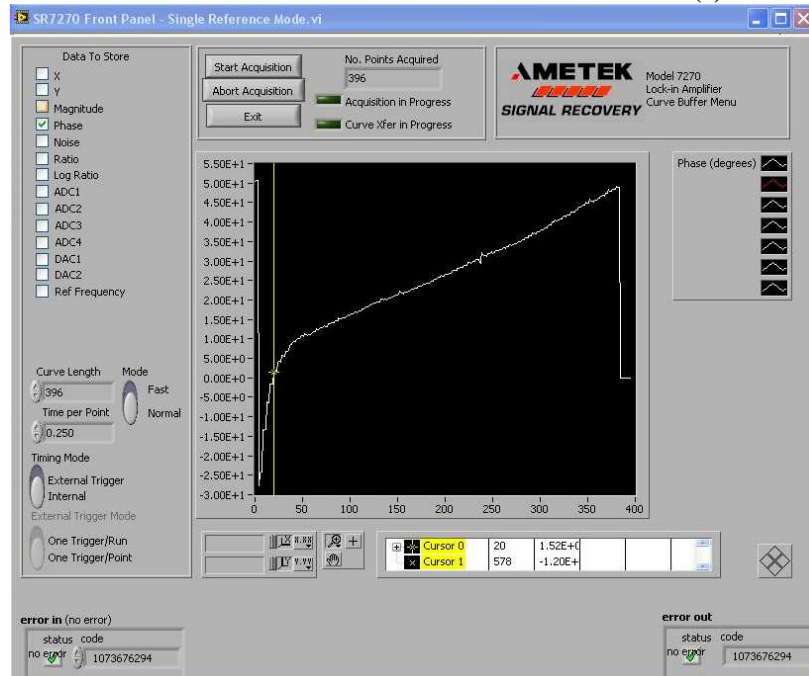 SR7270 Front Panel - Single Reference Mode.vi
Data To Store
X
Y
Magnitude
Phase
Noise
Ratio
Log Ratio
ADC1
ADC2
ADC3
ADC4
DAC1
DAC2
Ref Frequency
Curve Length
396
Mode
Fast
Normal
Time per Point
0.250
Timing Mode
External Trigger
Internal
External Trigger Mode
One Trigger/Run
One Trigger/Point
Start Acquisition
Abort Acquisition
Exit
No. Points Acquired
396
Acquisition in Progress
Curve Xfer in Progress
AMETEK
SIGNAL RECOVERY
Model 7270
Lock-in Amplifier
Curve Buffer Menu
5.50E+1
5.00E+1
4.50E+1
4.00E+1
3.50E+1
3.00E+1
2.50E+1
2.00E+1
1.50E+1
1.00E+1
5.00E+0
0.00E+0
-5.00E+0
-1.00E+1
-1.50E+1
-2.00E+1
-2.50E+1
-3.00E+1
0 50 100 150 200 250 300 350 400
Phase (degrees)
Cursor 0 20 1.52E+0
Cursor 1 578 -1.20E+
error in (no error)
status code
no error 1073676294
error out
status code
no error 1073676294